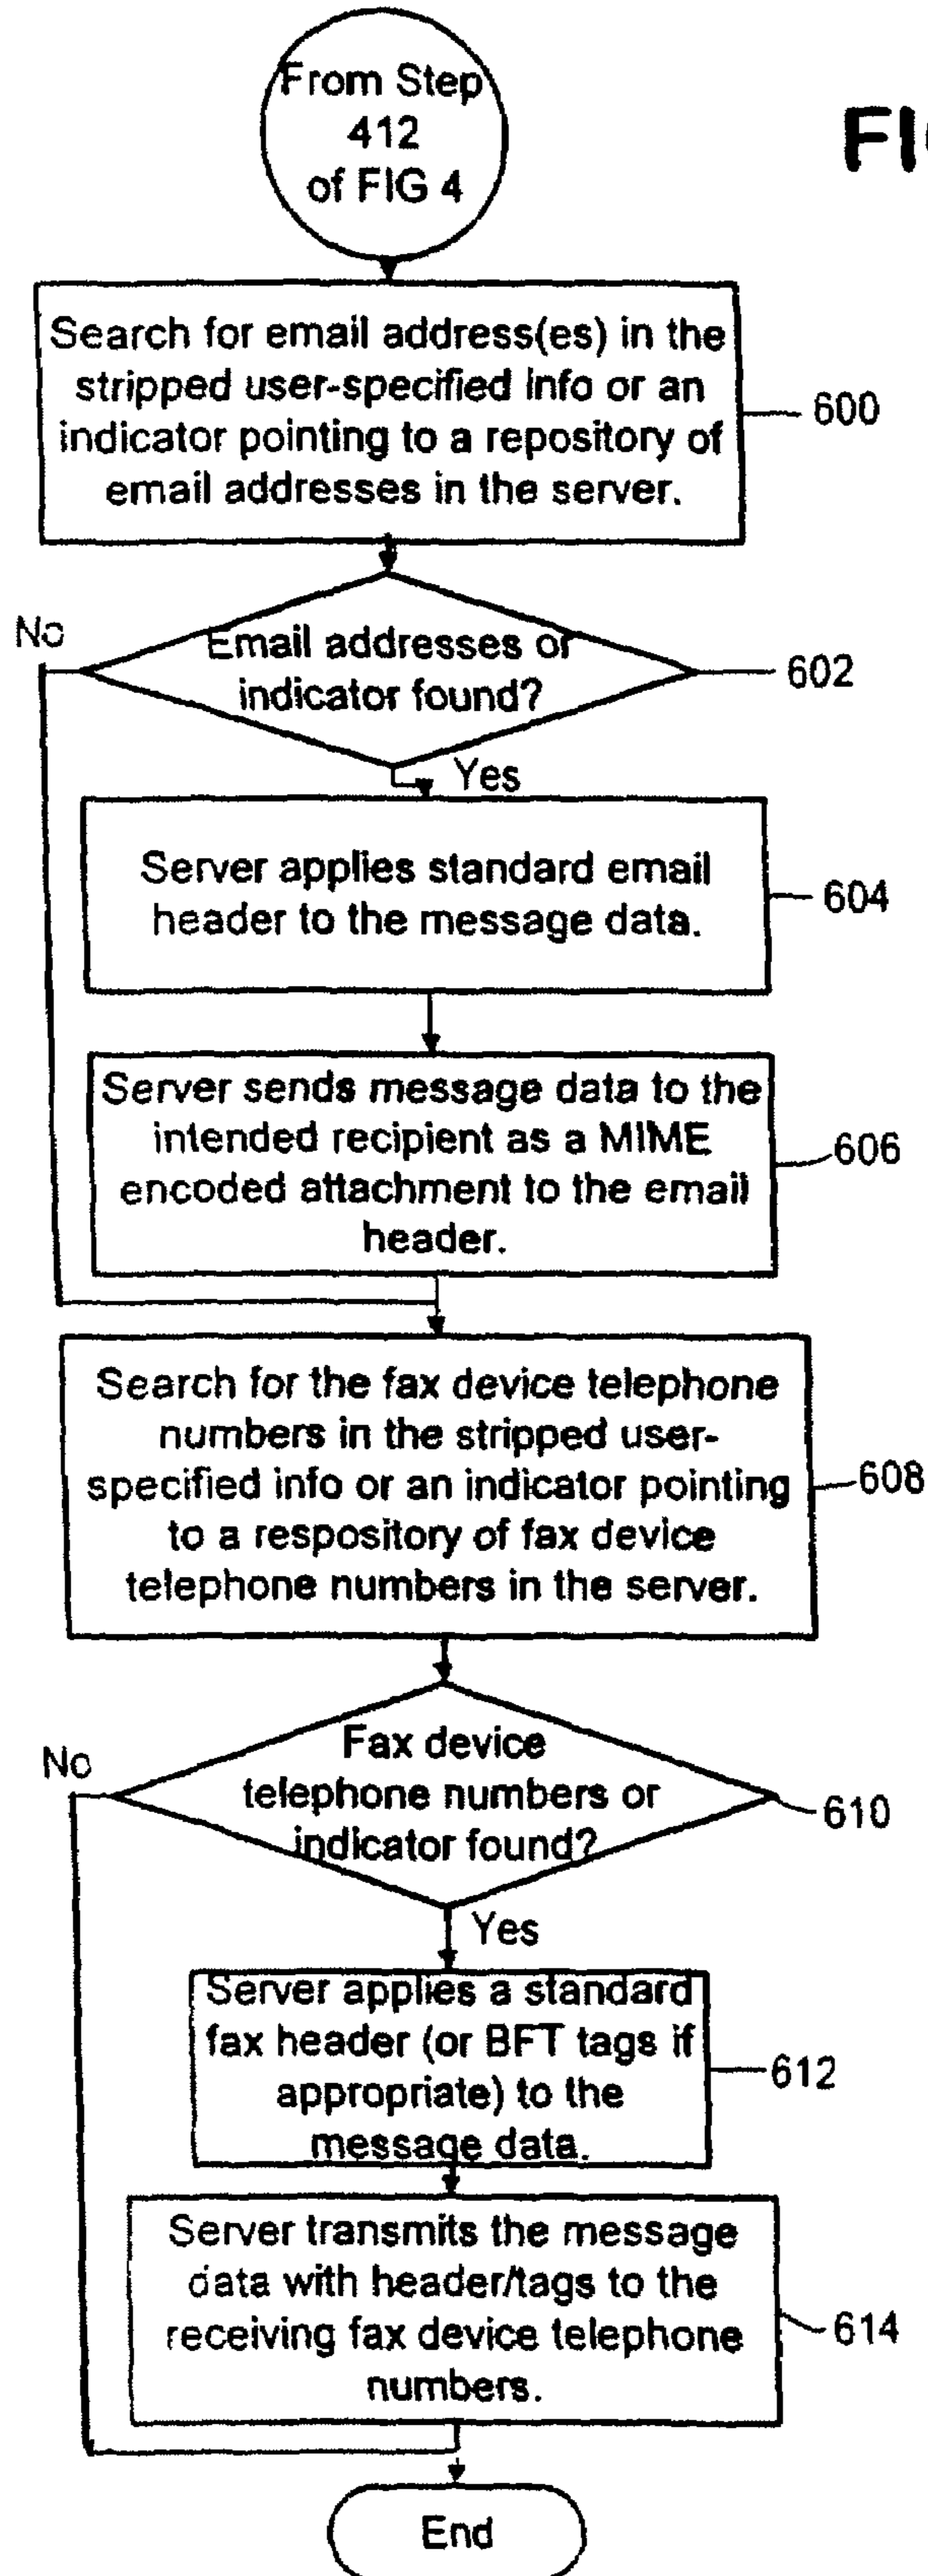 From Step
412
of FIG 4
FI
Search for email address(es) in the
stripped user-specified info or an
indicator pointing to a repository of
email addresses in the server.
600
No
Email addresses or
indicator found?
602
Yes
Server applies standard email
header to the message data.
604
Server sends message data to the
intended recipient as a MIME
encoded attachment to the email
header.
606
Search for the fax device telephone
numbers in the stripped user-
specified info or an indicator pointing
to a respository of fax device
telephone numbers in the server.
608
No
Fax device
telephone numbers or
indicator found?
610
Yes
Server applies a standard
fax header (or BFT tags if
appropriate) to the
message data.
612
Server transmits the message
data with header/tags to the
receiving fax device telephone
numbers.
614
End